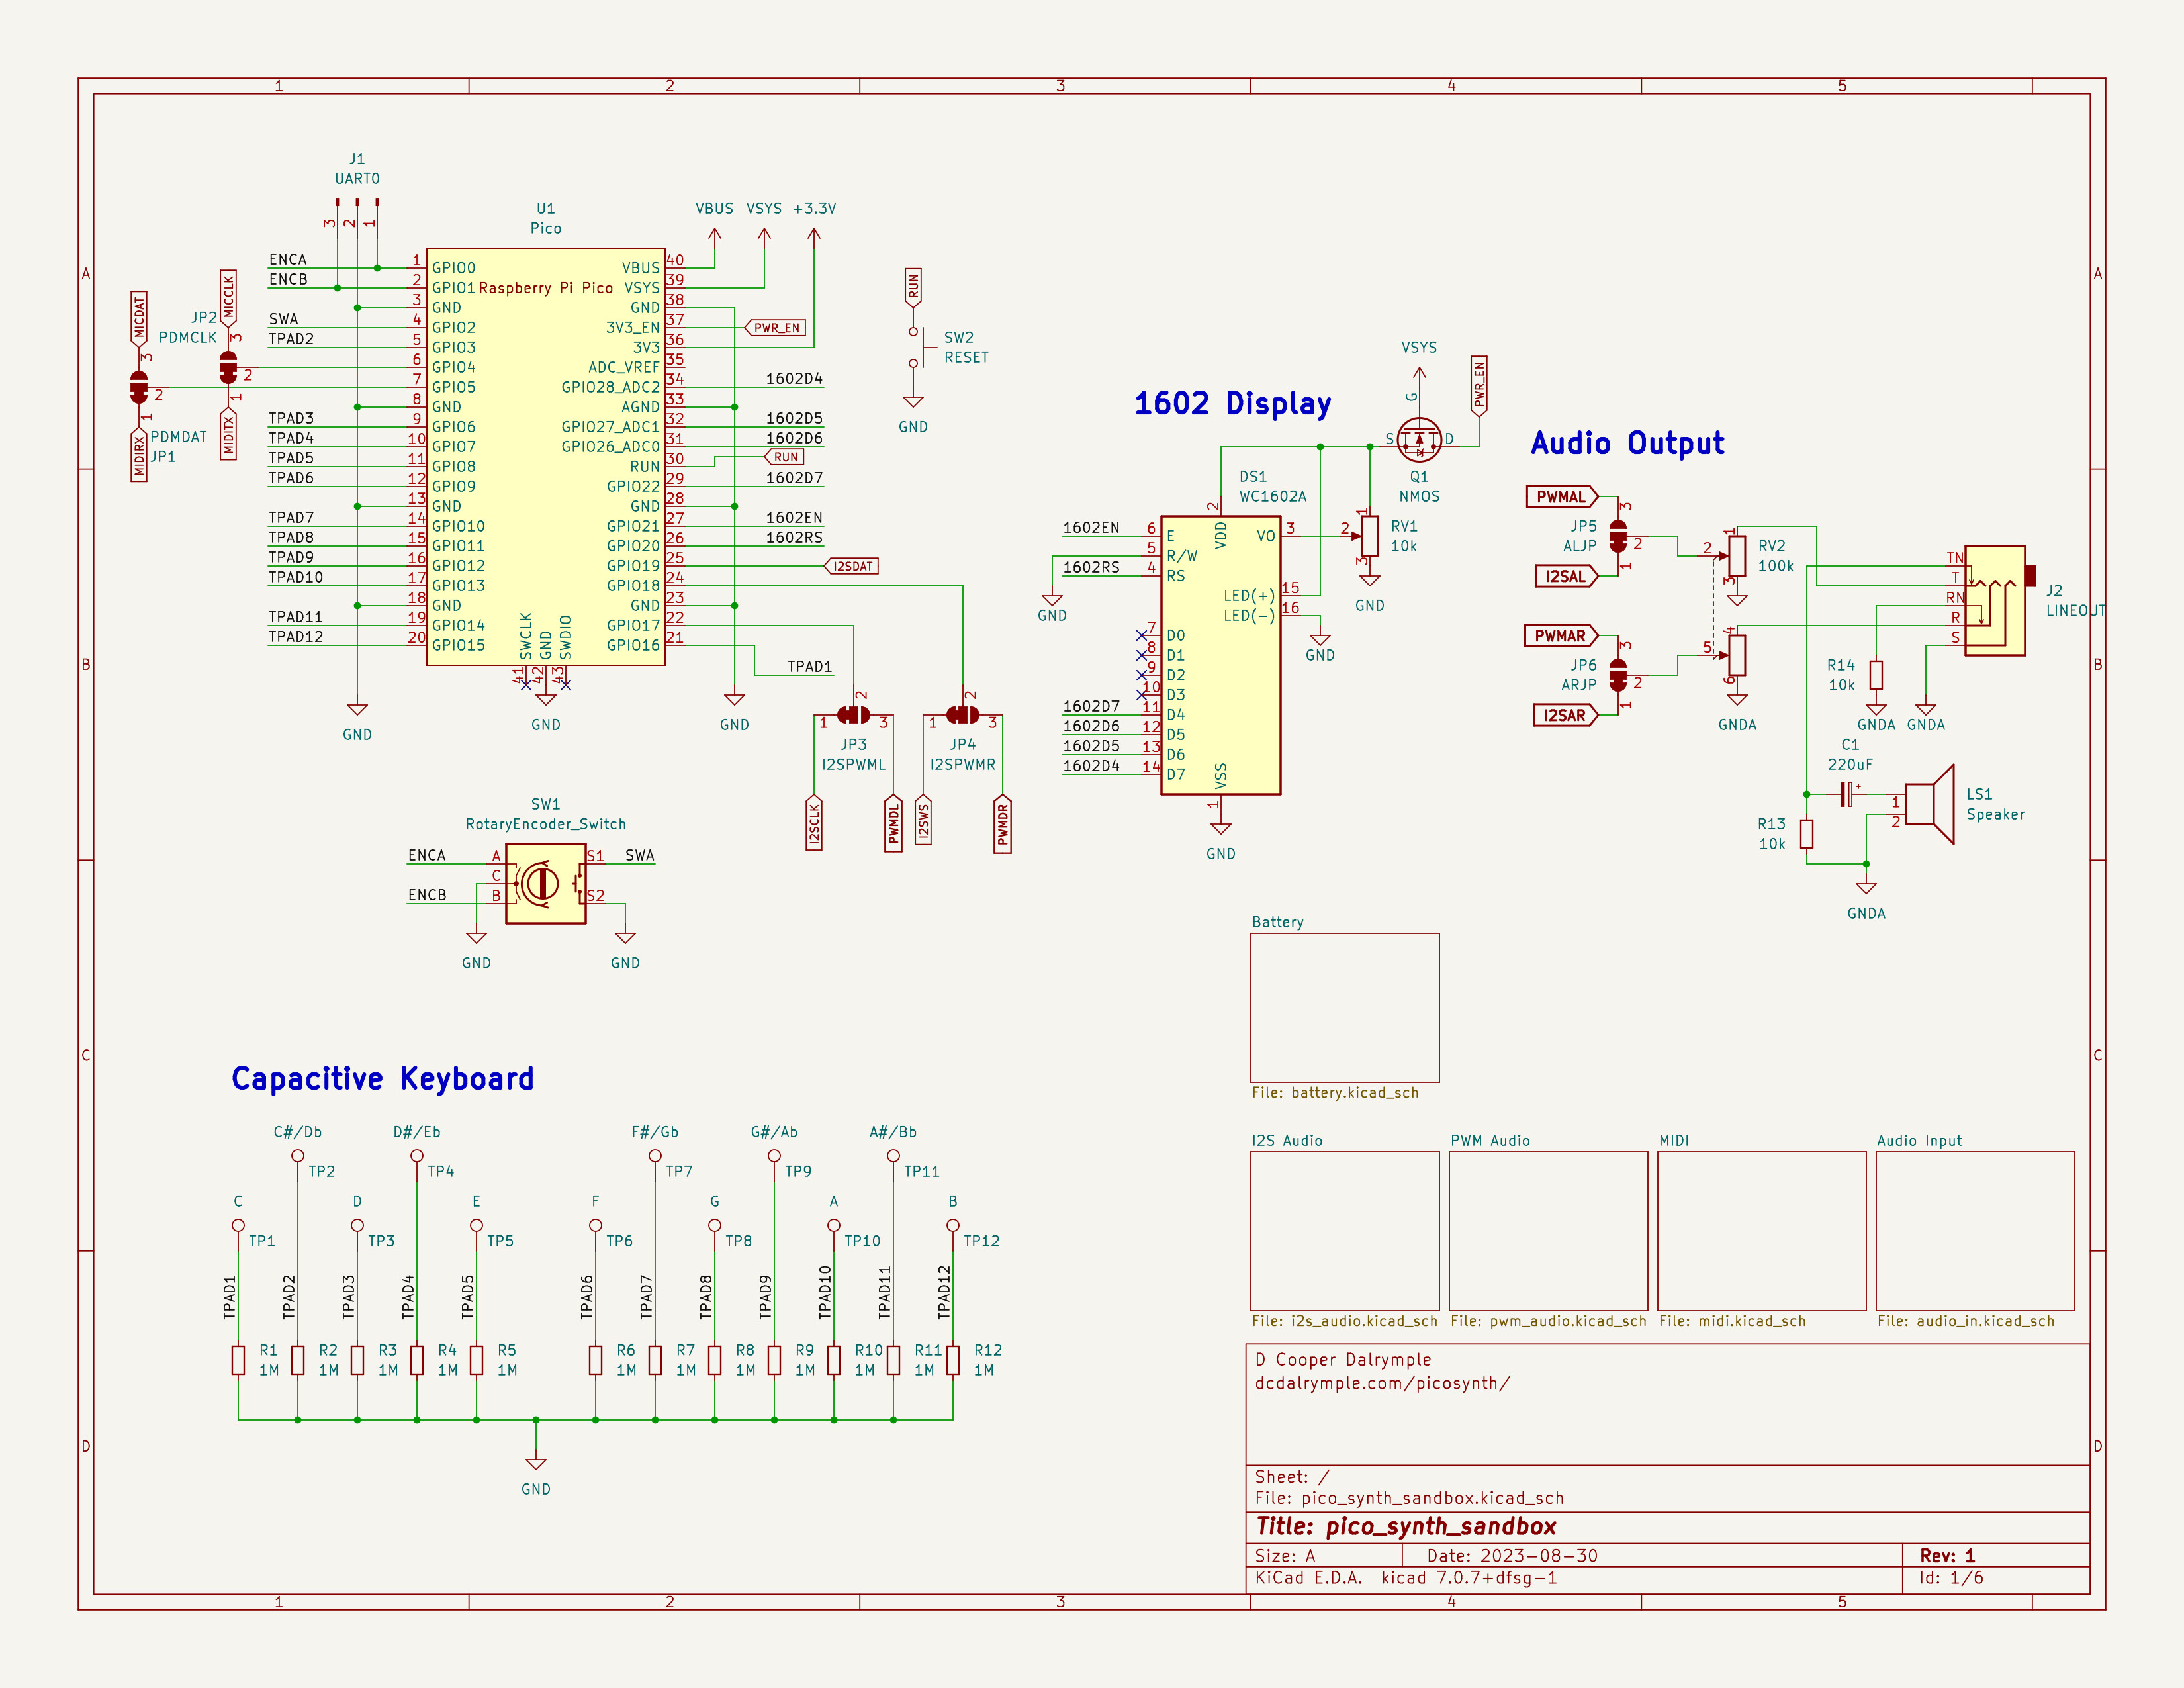 1 2 3 4 5
A A
B B
C C
D D
J1
UART0
3 2 1
U1
Pico
Raspberry Pi Pico
VBUS VSYS +3.3V
ENCA 1 GPIO0
ENCB 2 GPIO1
3 GND
SWA 4 GPIO2
TPAD2 5 GPIO3
6 GPIO4
7 GPIO5
8 GND
TPAD3 9 GPIO6
TPAD4 10 GPIO7
TPAD5 11 GPIO8
TPAD6 12 GPIO9
13 GND
TPAD7 14 GPIO10
TPAD8 15 GPIO11
TPAD9 16 GPIO12
TPAD10 17 GPIO13
18 GND
TPAD11 19 GPIO14
TPAD12 20 GPIO15
VBUS 40
VSYS 39
GND 38
3V3_EN 37 PWR_EN
3V3 36
ADC_VREF 35
GPIO28_ADC2 34 1602D4
AGND 33
GPIO27_ADC1 32 1602D5
GPIO26_ADC0 31 1602D6
RUN 30 RUN
GPIO22 29 1602D7
GND 28
GPIO21 27 1602EN
GPIO20 26 1602RS
GPIO19 25 I2SDAT
GPIO18 24
GND 23
GPIO17 22
GPIO16 21 TPAD1
SWCLK GND SWDIO
41 42 43
GND
GND
GND
MICDAT
MICCLK
JP2
PDMCLK
3 2 1
3 2 1
PDMDAT
JP1
MIDIRX
MIDITX
RUN
SW2
RESET
GND
1 2 3
JP3
I2SPWML
1 2 3
JP4
I2SPWMR
I2SCLK
PWMDL
I2SWS
PWMDR
SW1
RotaryEncoder_Switch
ENCA A S1 SWA
C
ENCB B S2
GND
GND
1602 Display
VSYS
PWR_EN
G
S D
Q1
NMOS
DS1
WC1602A
2
VDD
1602EN 6 E
5 R/W
1602RS 4 RS
7 D0
8 D1
9 D2
10 D3
1602D7 11 D4
1602D6 12 D5
1602D5 13 D6
1602D4 14 D7
VO 3
LED(+) 15
LED(-) 16
VSS
1
GND
GND
GND
1 2 3
RV1
10k
GND
Audio Output
PWMAL
JP5
ALJP
3 2 1
I2SAL
PWMAR
JP6
ARJP
3 2 1
I2SAR
1 2 3
RV2
100k
4 5 6
GNDA
TN
T
RN
R
S
J2
LINEOUT
R14
10k
GNDA
GNDA
C1
220uF
+
1
2
LS1
Speaker
R13
10k
GNDA
Capacitive Keyboard
C#/Db D#/Eb F#/Gb G#/Ab A#/Bb
TP2 TP4 TP7 TP9 TP11
C D E F G A B
TP1 TP3 TP5 TP6 TP8 TP10 TP12
TPAD1 TPAD2 TPAD3 TPAD4 TPAD5 TPAD6 TPAD7 TPAD8 TPAD9 TPAD10 TPAD11 TPAD12
R1 R2 R3 R4 R5 R6 R7 R8 R9 R10 R11 R12
1M 1M 1M 1M 1M 1M 1M 1M 1M 1M 1M 1M
GND
Battery
File: battery.kicad_sch
I2S Audio
File: i2s_audio.kicad_sch
PWM Audio
File: pwm_audio.kicad_sch
MIDI
File: midi.kicad_sch
Audio Input
File: audio_in.kicad_sch
D Cooper Dalrymple
dcdalrymple.com/picosynth/
Sheet: /
File: pico_synth_sandbox.kicad_sch
Title: pico_synth_sandbox
Size: A Date: 2023-08-30 Rev: 1
KiCad E.D.A. kicad 7.0.7+dfsg-1 Id: 1/6
1 2 3 4 5